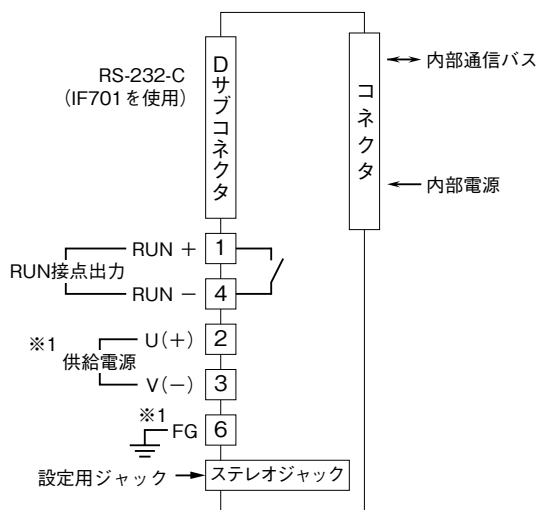 RS-232-C
(IF701を使用)
Dサブコネクタ
コネクタ
内部通信バス
内部電源
RUN接点出力
RUN + 1
RUN − 4
※1
供給電源
U(+) 2
V(−) 3
※1
FG 6
設定用ジャック
ステレオジャック